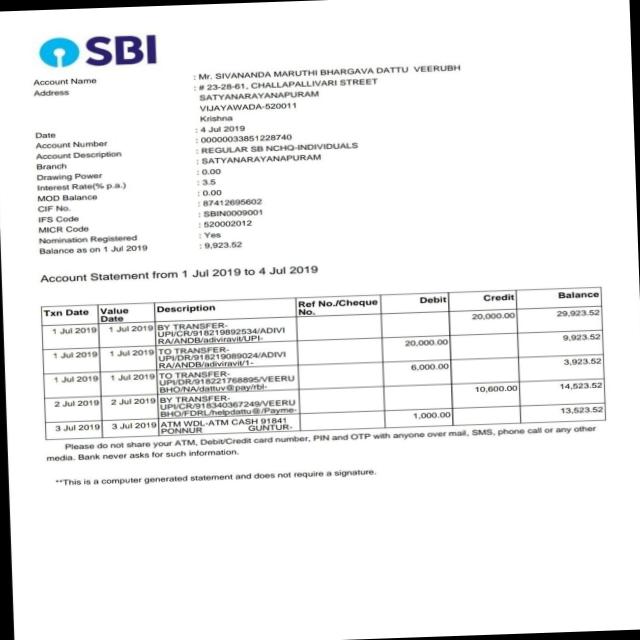 SBI
Account Name : Mr. SIVANANDA MARUTHI BHARGAVA DATTU VEERUBH
Address : # 23-28-61, CHALLAPALLIVARI STREET
SATYANARAYANAPURAM
VIJAYAWADA-520011
Krishna
Date : 4 Jul 2019
Account Number : 00000033851228740
Account Description : REGULAR SB NCHQ-INDIVIDUALS
Branch : SATYANARAYANAPURAM
Drawing Power : 0.00
Interest Rate(% p.a.) : 3.5
MOD Balance : 0.00
CIF No. : 87412695602
IFS Code : SBIN0009001
MICR Code : 520002012
Nomination Registered : Yes
Balance as on 1 Jul 2019 : 9,923.52
Account Statement from 1 Jul 2019 to 4 Jul 2019
Txn Date Value Date Description Ref No./Cheque No. Debit Credit Balance
1 Jul 2019 1 Jul 2019 BY TRANSFER- 20,000.00 29,923.52
UPI/CR/918219892534/ADIVI
RA/ANDB/adiviravit/UPI-
1 Jul 2019 1 Jul 2019 TO TRANSFER- 20,000.00 9,923.52
UPI/DR/918219089024/ADIVI
RA/ANDB/adiviravit/1-
1 Jul 2019 1 Jul 2019 TO TRANSFER- 6,000.00 3,923.52
UPI/DR/918221768895/VEERU
BHO/NA/dattuv@pay/rbl-
2 Jul 2019 2 Jul 2019 BY TRANSFER- 10,600.00 14,523.52
UPI/CR/918340367249/VEERU
BHO/FDRL/helpdattu@/Payme-
3 Jul 2019 3 Jul 2019 ATM WDL-ATM CASH 91841 1,000.00 13,523.52
PONNUR GUNTUR-
Please do not share your ATM, Debit/Credit card number, PIN and OTP with anyone over mail, SMS, phone call or any other
media. Bank never asks for such information.
**This is a computer generated statement and does not require a signature.